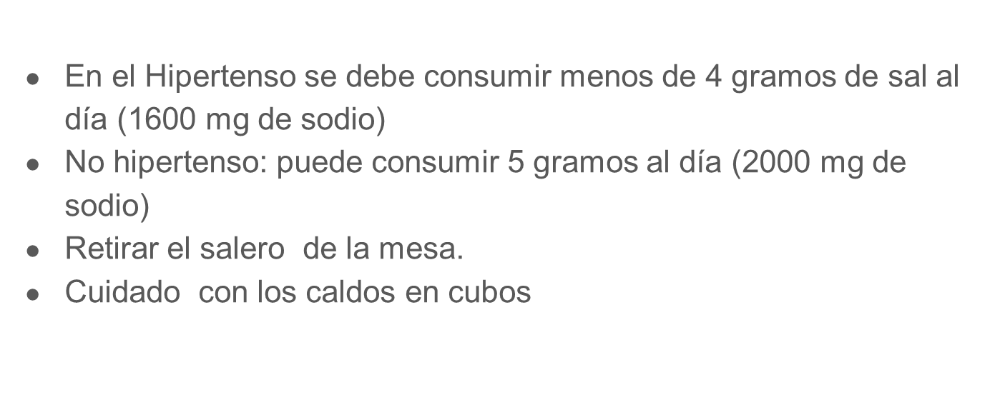 ● En el Hipertenso se debe consumir menos de 4 gramos de sal al
día (1600 mg de sodio)
● No hipertenso: puede consumir 5 gramos al día (2000 mg de
sodio)
● Retirar el salero  de la mesa.
● Cuidado  con los caldos en cubos